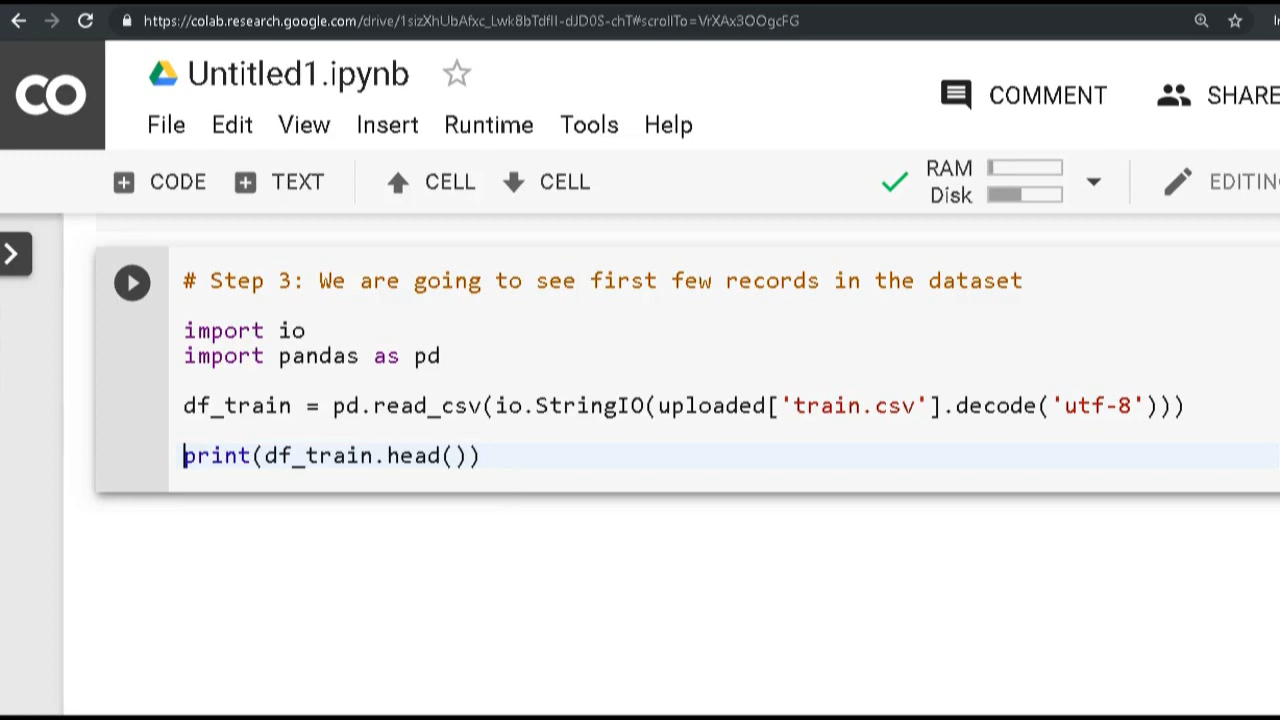 https://colab.research.google.com/drive/1sizXhUbAfxc_Lwk8bTdfII-dJD0S-chT#scrollTo=VrXAx3OOgcFG
CO
Untitled1.ipynb
COMMENT
SHARE
File Edit View Insert Runtime Tools Help
CODE TEXT CELL CELL
RAM
Disk
EDITING
# Step 3: We are going to see first few records in the dataset
import io
import pandas as pd
df_train = pd.read_csv(io.StringIO(uploaded['train.csv'].decode('utf-8')))
print(df_train.head())